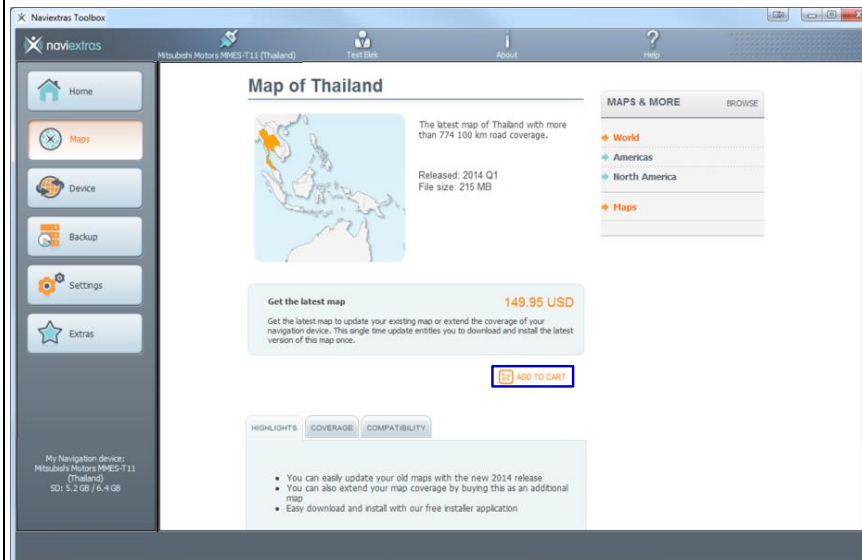 Naviextras Toolbox
naviextras
Mitsubishi Motors MMES-T11 (Thailand)
Test Elek
About
Help
Home
Maps
Device
Backup
Settings
Extras
My Navigation device:
Mitsubishi Motors MMES-T11
(Thailand)
SD: 5.2 GB / 6.4 GB
Map of Thailand
The latest map of Thailand with more
than 774 100 km road coverage.
Released: 2014 Q1
File size: 215 MB
MAPS & MORE BROWSE
World
Americas
North America
Maps
Get the latest map 149.95 USD
Get the latest map to update your existing map or extend the coverage of your
navigation device. This single time update entitles you to download and install the latest
version of this map once.
ADD TO CART
HIGHLIGHTS COVERAGE COMPATIBILITY
• You can easily update your old maps with the new 2014 release
• You can also extend your map coverage by buying this as an additional
map
• Easy download and install with our free installer application